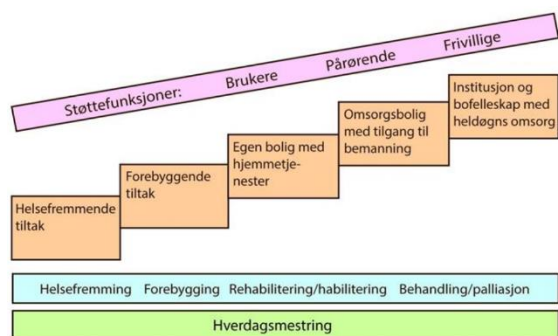 Støttefunksjoner: Brukere Pårørende Frivillige
Institusjon og
bofelleskap med
heldøgns omsorg
Omsorgsbolig
med tilgang til
bemanning
Egen bolig med
hjemmetje-
nester
Forebyggende
tiltak
Helsefremmende
tiltak
Helsefremming Forebygging Rehabilitering/habilitering Behandling/palliasjon
Hverdagsmestring